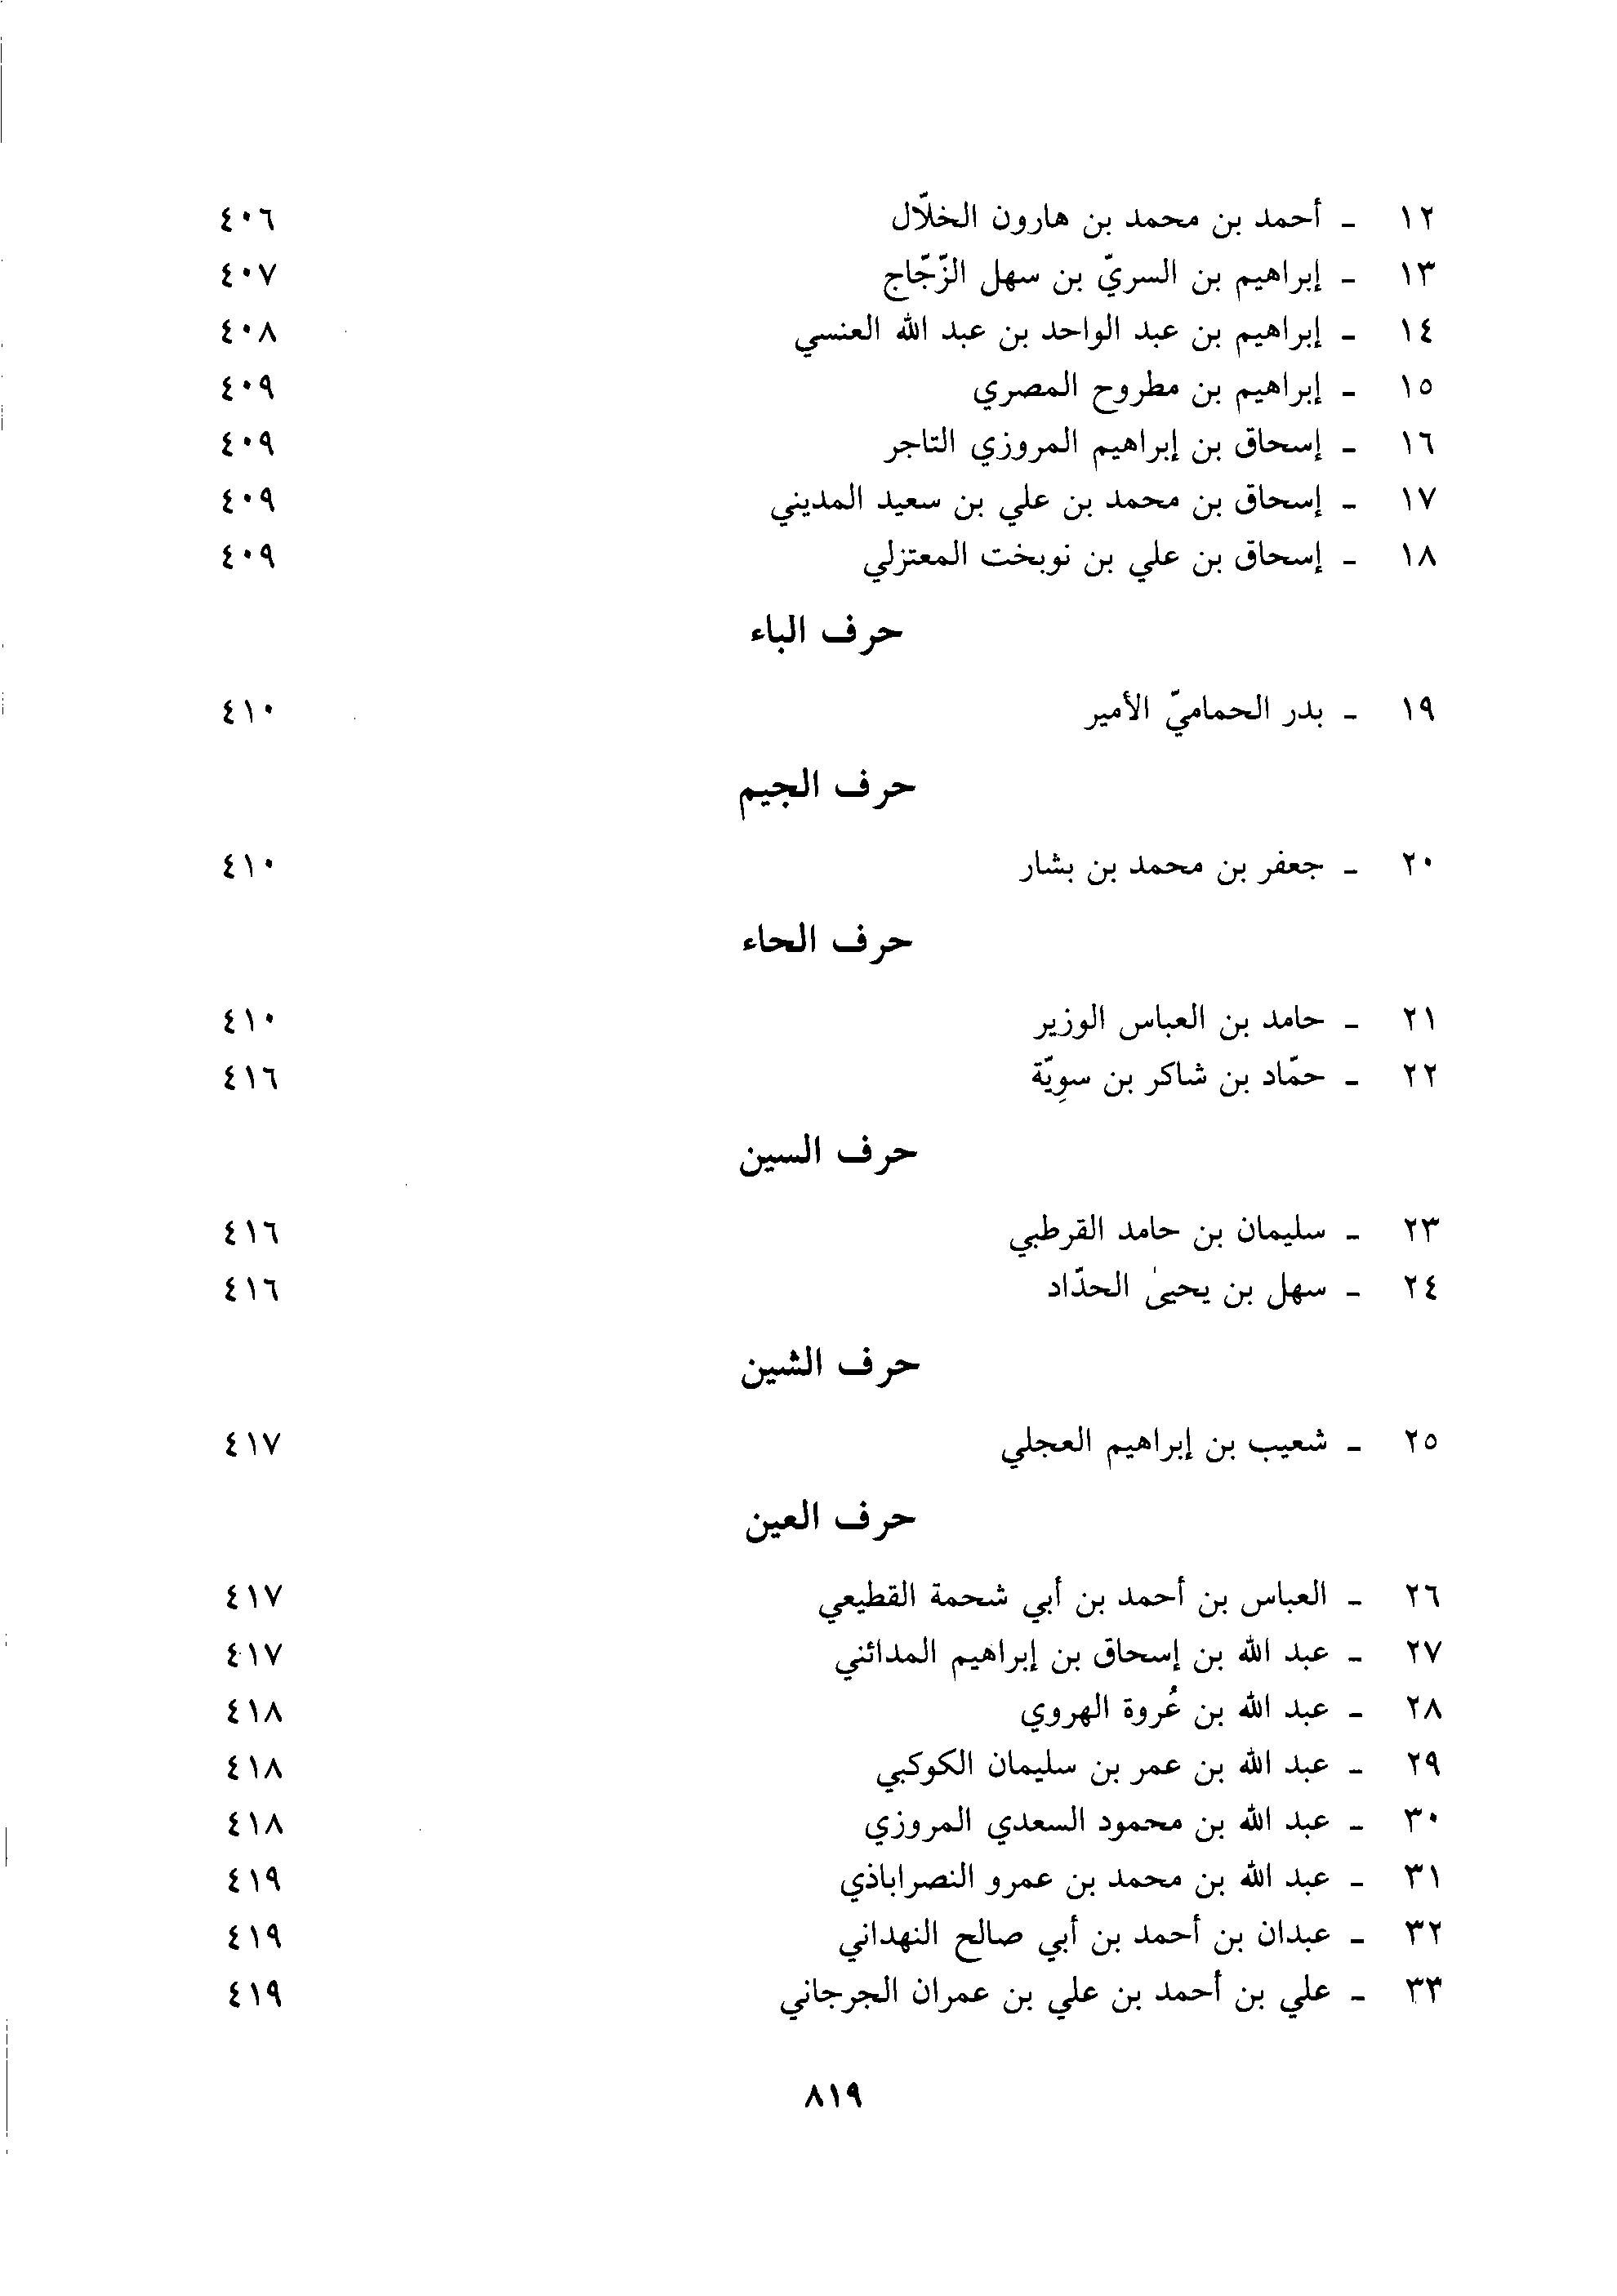 ١٢ - أحمد بن محمد بن هارون الخلّال ٤٠٦
١٣ - إبراهيم بن السريّ بن سهل الزّجّاج ٤٠٧
١٤ - إبراهيم بن عبد الواحد بن عبد الله العنسي ٤٠٨
١٥ - إبراهيم بن مطروح المصري ٤٠٩
١٦ - إسحاق بن إبراهيم المروزي التاجر ٤٠٩
١٧ - إسحاق بن محمد بن علي بن سعيد المديني ٤٠٩
١٨ - إسحاق بن علي بن نوبخت المعتزلي ٤٠٩
حرف الباء
١٩ - بدر الحماميّ الأمير ٤١٠
حرف الجيم
٢٠ - جعفر بن محمد بن بشار ٤١٠
حرف الحاء
٢١ - حامد بن العباس الوزير ٤١٠
٢٢ - حمّاد بن شاكر بن سوِيّة ٤١٦
حرف السين
٢٣ - سليمان بن حامد القرطبي ٤١٦
٢٤ - سهل بن يحيىٰ الحدّاد ٤١٦
حرف الشين
٢٥ - شعيب بن إبراهيم العجلي ٤١٧
حرف العين
٢٦ - العباس بن أحمد بن أبي شحمة القطيعي ٤١٧
٢٧ - عبد الله بن إسحاق بن إبراهيم المدائني ٤١٧
٢٨ - عبد الله بن عُروة الهروي ٤١٨
٢٩ - عبد الله بن عمر بن سليمان الكوكبي ٤١٨
٣٠ - عبد الله بن محمود السعدي المروزي ٤١٨
٣١ - عبد الله بن محمد بن عمرو النصراباذي ٤١٩
٣٢ - عبدان بن أحمد بن أبي صالح النهداني ٤١٩
٣٣ - علي بن أحمد بن علي بن عمران الجرجاني ٤١٩
٨١٩